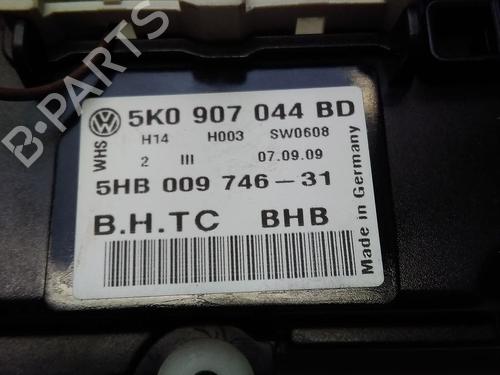 B-PARTS
5K0 907 044 BD
WHS
H14 H003 SW0608
2 III 07.09.09
5HB 009 746-31
B.H.TC BHB
Made in Germany